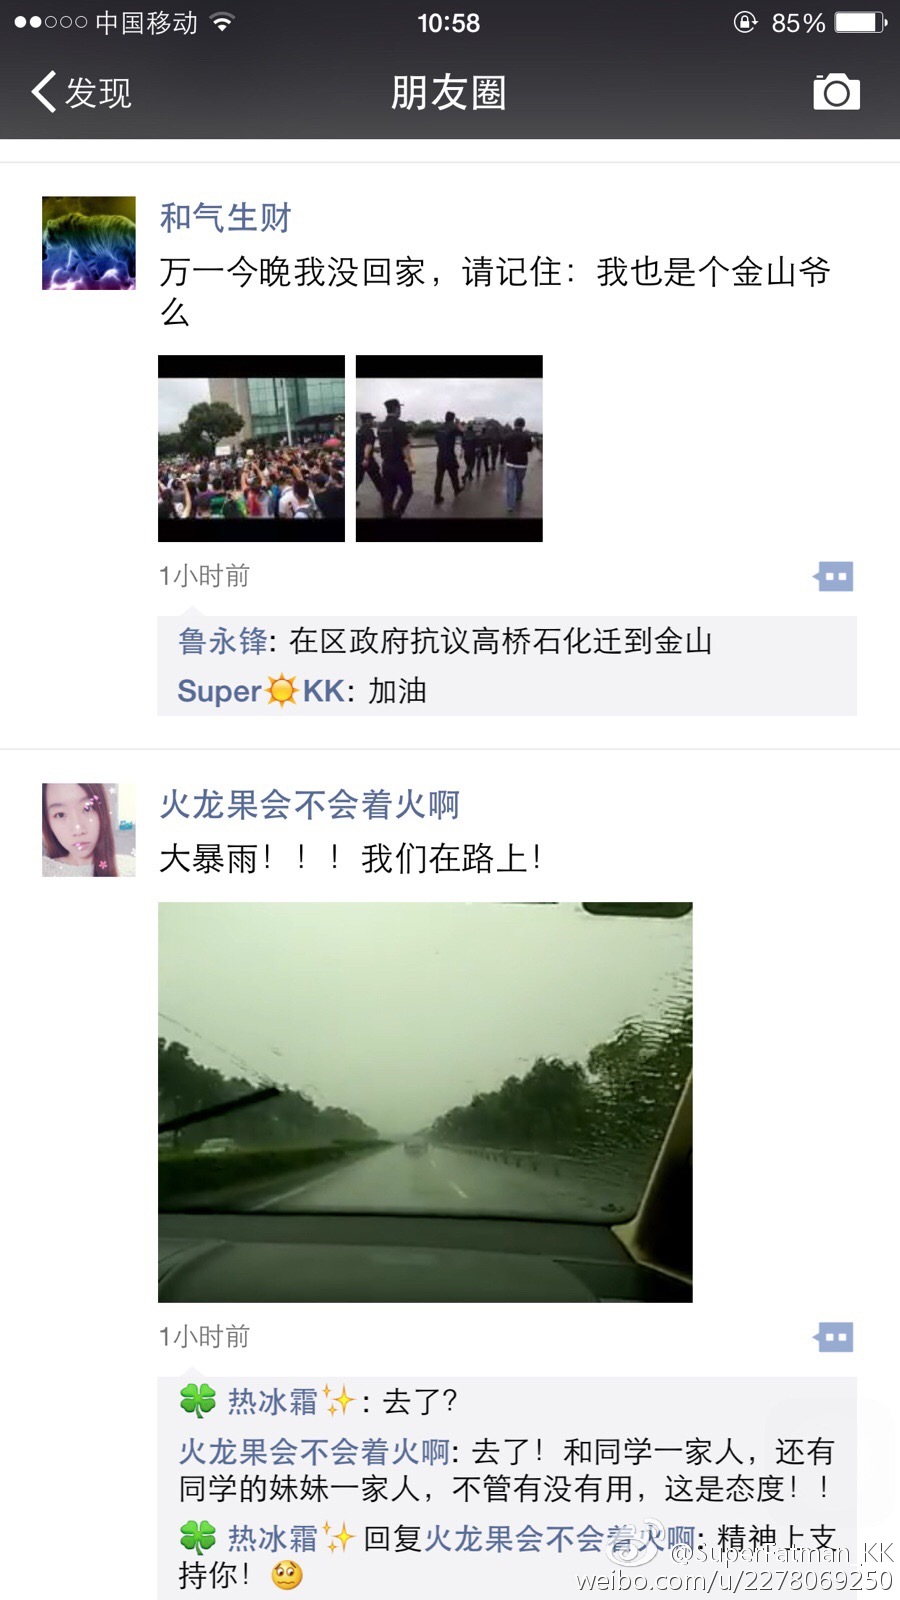 中国移动
10:58
85%
发现
朋友圈
和气生财
万一今晚我没回家，请记住：我也是个金山爷
么
1小时前
鲁永锋：在区政府抗议高桥石化迁到金山
Super☀️KK：加油
火龙果会不会着火啊
大暴雨！！！我们在路上！
1小时前
🍀 热冰霜✨：去了？
火龙果会不会着火啊：去了！和同学一家人，还有
同学的妹妹一家人，不管有没有用，这是态度！！
🍀 热冰霜✨ 回复火龙果会不会着火啊：精神上支
持你！😟
@SuperFatman_KK
weibo.com/u/2278069250